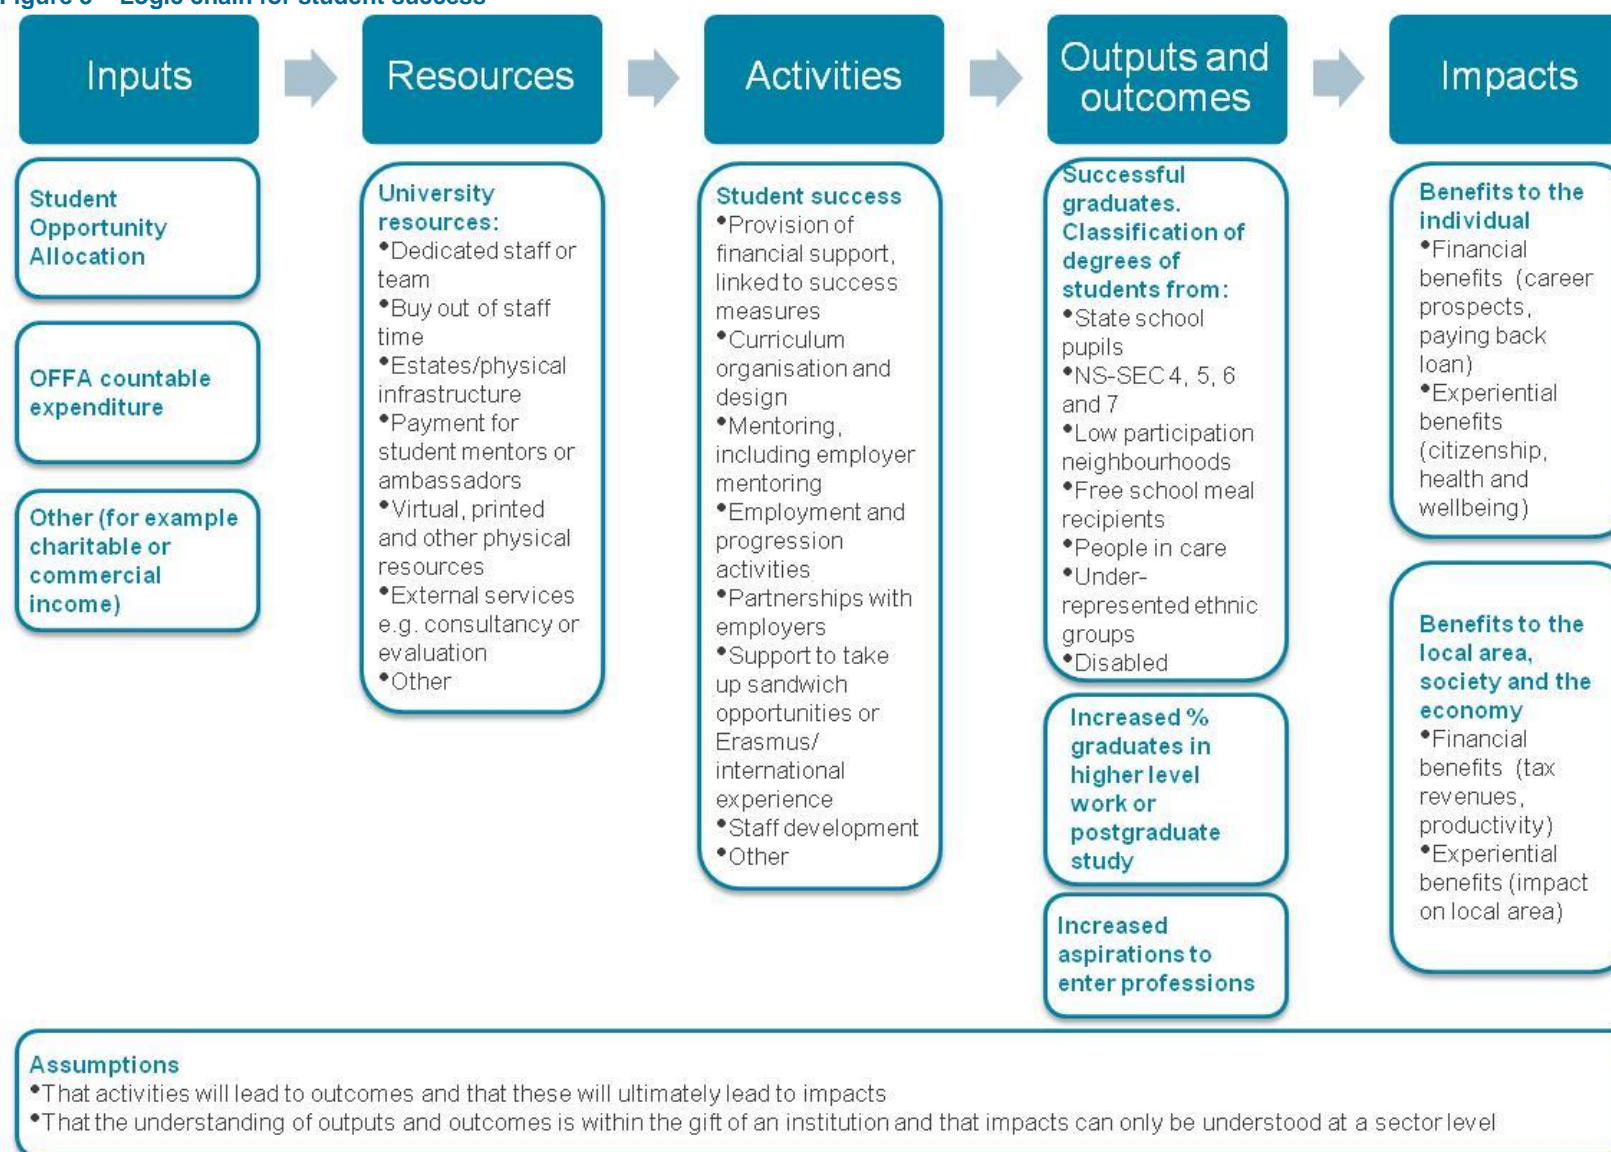 Logic chain for student success
Inputs
Resources
Activities
Outputs and
outcomes
Impacts
Student
Opportunity
Allocation
OFFA countable
expenditure
Other (for example
charitable or
commercial
income)
University
resources:
•Dedicated staff or
team
•Buy out of staff
time
•Estates/physical
infrastructure
•Payment for
student mentors or
ambassadors
•Virtual, printed
and other physical
resources
•External services
e.g. consultancy or
evaluation
•Other
Student success
•Provision of
financial support,
linked to success
measures
•Curriculum
organisation and
design
•Mentoring,
including employer
mentoring
•Employment and
progression
activities
•Partnerships with
employers
•Support to take
up sandwich
opportunities or
Erasmus/
international
experience
•Staff development
•Other
Successful
graduates.
Classification of
degrees of
students from:
•State school
pupils
•NS-SEC 4, 5, 6
and 7
•Low participation
neighbourhoods
•Free school meal
recipients
•People in care
•Under-
represented ethnic
groups
•Disabled
Increased %
graduates in
higher level
work or
postgraduate
study
Increased
aspirations to
enter professions
Benefits to the
individual
•Financial
benefits (career
prospects,
paying back
loan)
•Experiential
benefits
(citizenship,
health and
wellbeing)
Benefits to the
local area,
society and the
economy
•Financial
benefits (tax
revenues,
productivity)
•Experiential
benefits (impact
on local area)
Assumptions
•That activities will lead to outcomes and that these will ultimately lead to impacts
•That the understanding of outputs and outcomes is within the gift of an institution and that impacts can only be understood at a sector level